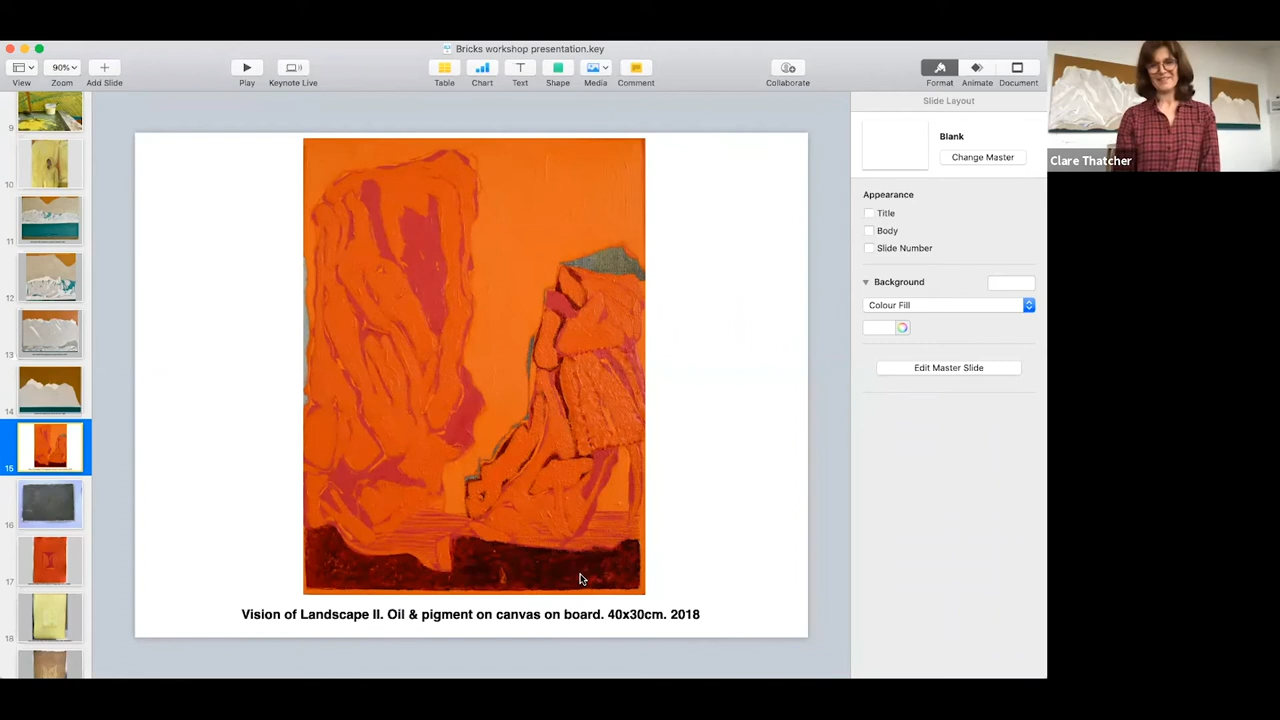 Bricks workshop presentation.key
View
90%
Zoom
Add Slide
Play
Keynote Live
Table
Chart
Text
Shape
Media
Comment
Collaborate
Format
Animate
Document
9
10
11
12
13
14
15
16
17
18
Vision of Landscape II. Oil & pigment on canvas on board. 40x30cm. 2018
Slide Layout
Blank
Change Master
Appearance
Title
Body
Slide Number
Background
Colour Fill
Edit Master Slide
Clare Thatcher